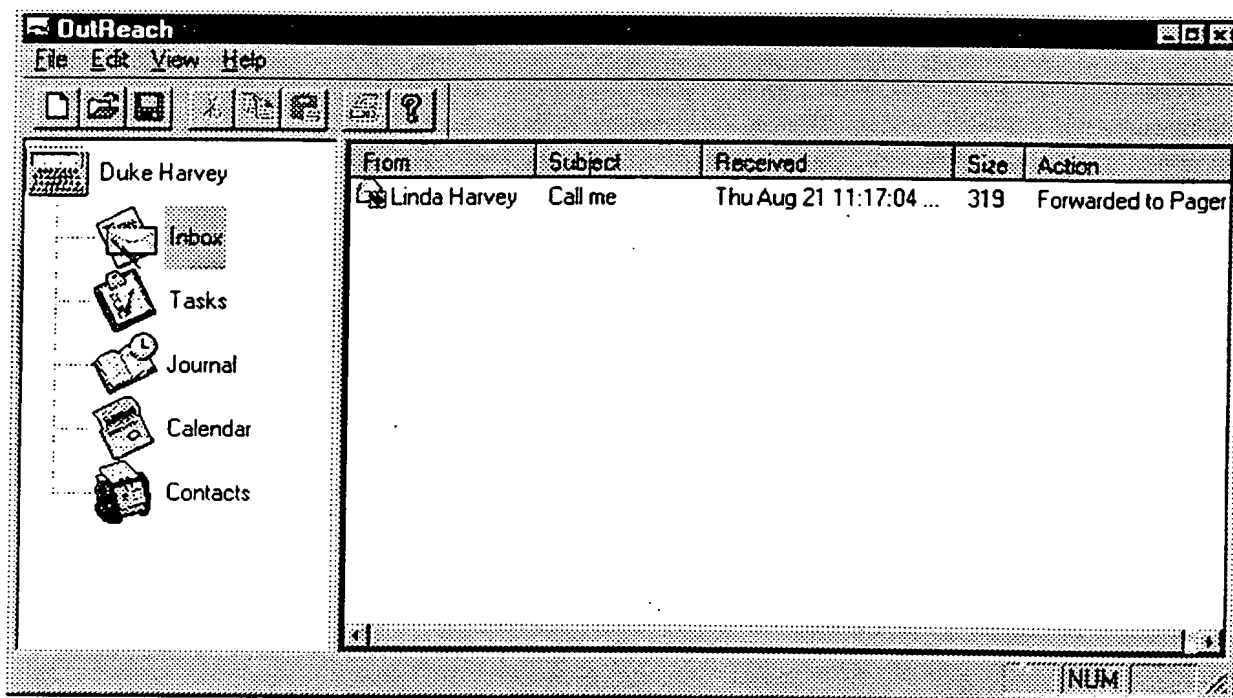 OutReach
File Edit View Help
Duke Harvey
Inbox
Tasks
Journal
Calendar
Contacts
From Subject Received Size Action
Linda Harvey Call me Thu Aug 21 11:17:04 ... 319 Forwarded to Pager
NUM